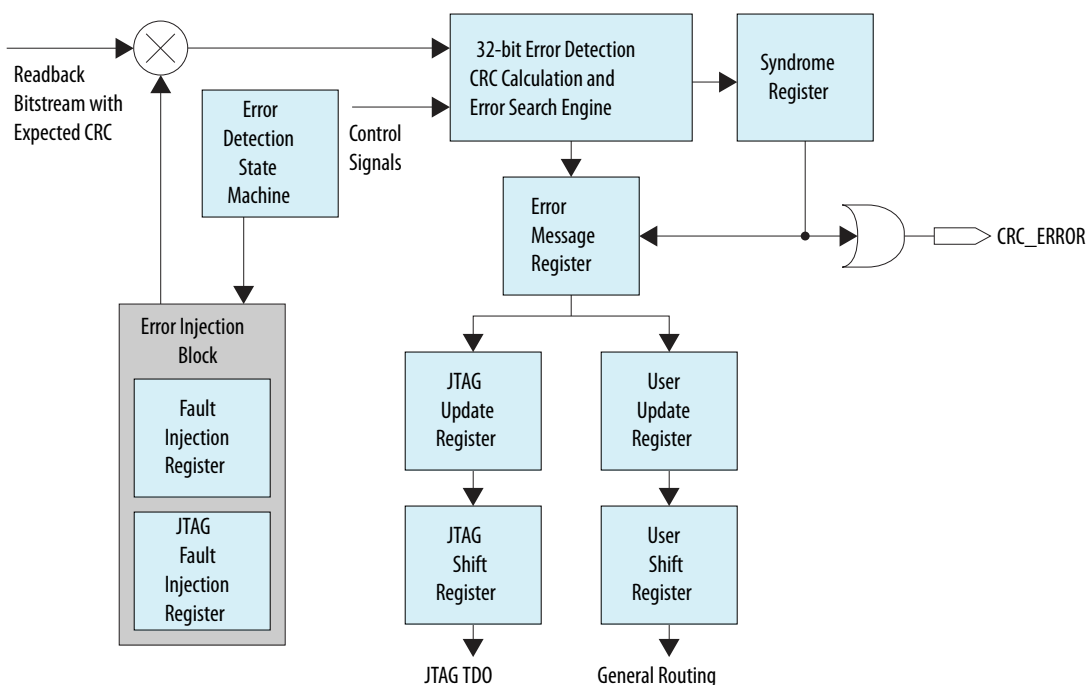 Readback
Bitstream with
Expected CRC
Error
Detection
State
Machine
Control
Signals
32-bit Error Detection
CRC Calculation and
Error Search Engine
Syndrome
Register
Error
Message
Register
CRC_ERROR
Error Injection
Block
Fault
Injection
Register
JTAG
Fault
Injection
Register
JTAG
Update
Register
User
Update
Register
JTAG
Shift
Register
User
Shift
Register
JTAG TDO
General Routing